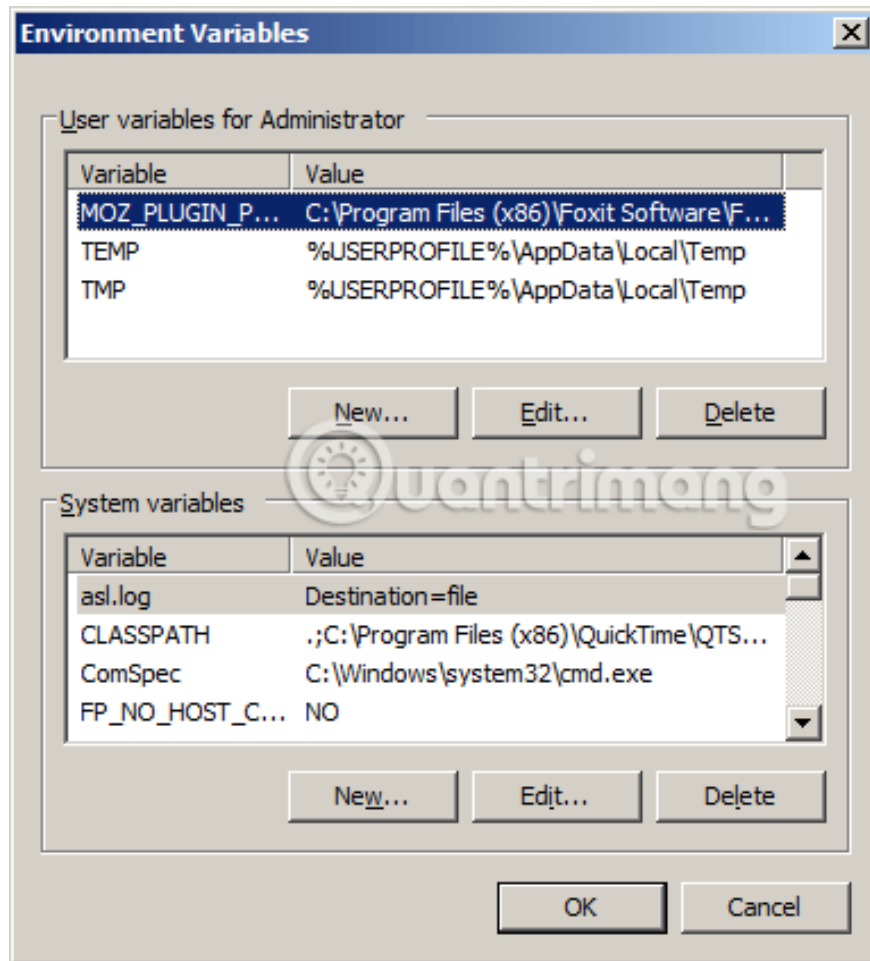 Environment Variables
User variables for Administrator
Variable Value
MOZ_PLUGIN_P... C:\Program Files (x86)\Foxit Software\F...
TEMP %USERPROFILE%\AppData\Local\Temp
TMP %USERPROFILE%\AppData\Local\Temp
New... Edit... Delete
Quantrimang
System variables
Variable Value
asl.log Destination=file
CLASSPATH .;C:\Program Files (x86)\QuickTime\QTS...
ComSpec C:\Windows\system32\cmd.exe
FP_NO_HOST_C... NO
New... Edit... Delete
OK Cancel